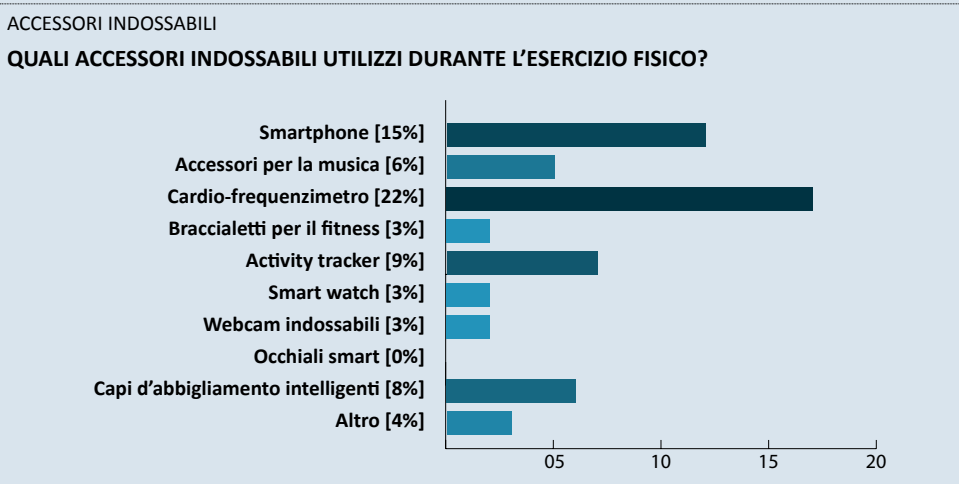 ACCESSORI INDOSSABILI
QUALI ACCESSORI INDOSSABILI UTILIZZI DURANTE L’ESERCIZIO FISICO?
Smartphone [15%]
Accessori per la musica [6%]
Cardio-frequenzimetro [22%]
Braccialetti per il fitness [3%]
Activity tracker [9%]
Smart watch [3%]
Webcam indossabili [3%]
Occhiali smart [0%]
Capi d’abbigliamento intelligenti [8%]
Altro [4%]
05 10 15 20